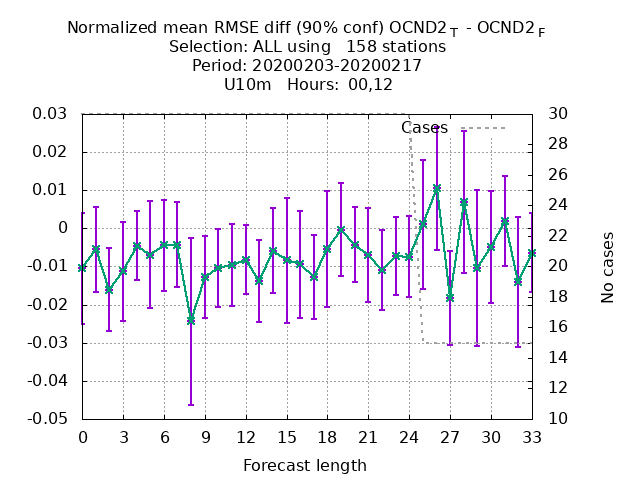 Normalized mean RMSE diff (90% conf) OCND2 T - OCND2 F
Selection: ALL using   158 stations
Period: 20200203-20200217
U10m   Hours:  00,12
Cases
0.03
0.02
0.01
0
-0.01
-0.02
-0.03
-0.04
-0.05
30
28
26
24
22
20
18
16
14
12
10
No cases
0 3 6 9 12 15 18 21 24 27 30 33
Forecast length